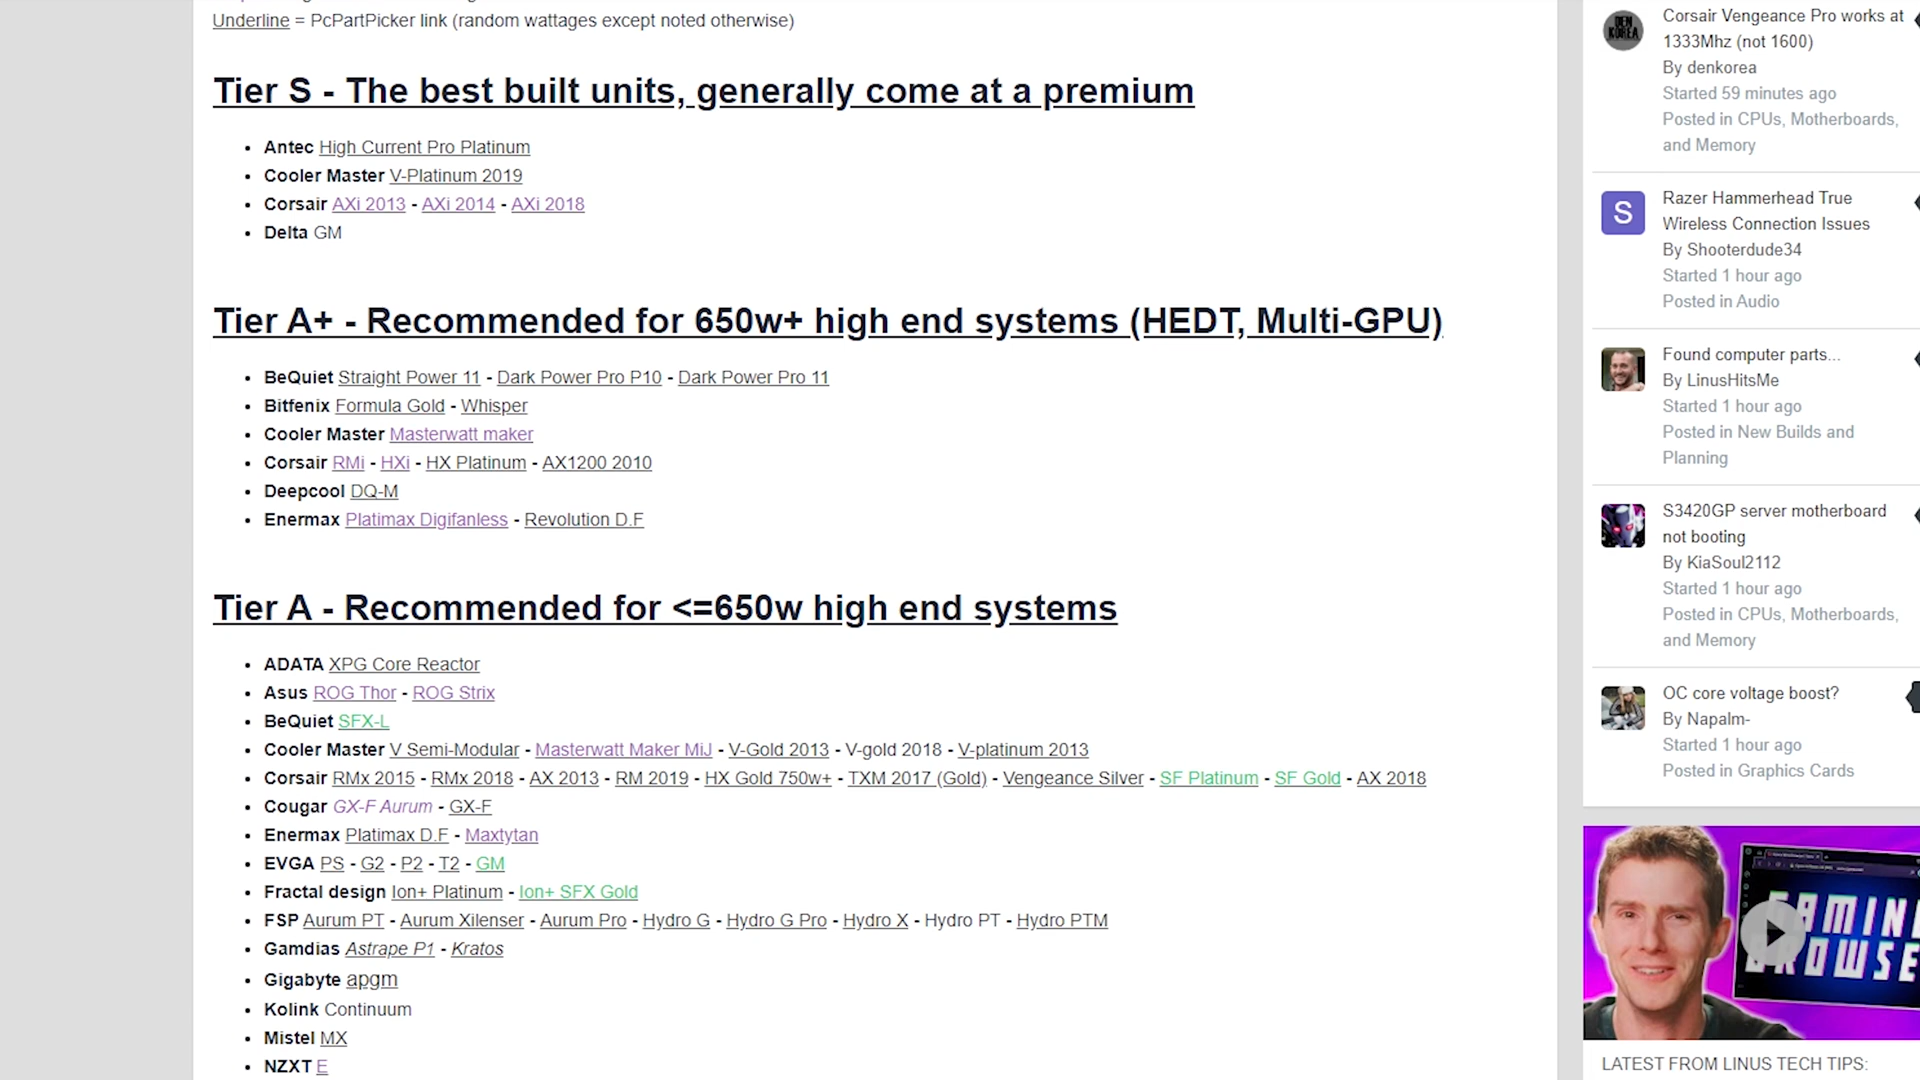 Underline = PcPartPicker link (random wattages except noted otherwise)
Tier S - The best built units, generally come at a premium
Antec High Current Pro Platinum
Cooler Master V-Platinum 2019
Corsair AXi 2013 - AXi 2014 - AXi 2018
Delta GM
Tier A+ - Recommended for 650w+ high end systems (HEDT, Multi-GPU)
BeQuiet Straight Power 11 - Dark Power Pro P10 - Dark Power Pro 11
Bitfenix Formula Gold - Whisper
Cooler Master Masterwatt maker
Corsair RMi - HXi - HX Platinum - AX1200 2010
Deepcool DQ-M
Enermax Platimax Digifanless - Revolution D.F
Tier A - Recommended for <=650w high end systems
ADATA XPG Core Reactor
Asus ROG Thor - ROG Strix
BeQuiet SFX-L
Cooler Master V Semi-Modular - Masterwatt Maker MiJ - V-Gold 2013 - V-gold 2018 - V-platinum 2013
Corsair RMx 2015 - RMx 2018 - AX 2013 - RM 2019 - HX Gold 750w+ - TXM 2017 (Gold) - Vengeance Silver - SF Platinum - SF Gold - AX 2018
Cougar GX-F Aurum - GX-F
Enermax Platimax D.F - Maxtytan
EVGA PS - G2 - P2 - T2 - GM
Fractal design Ion+ Platinum - Ion+ SFX Gold
FSP Aurum PT - Aurum Xilenser - Aurum Pro - Hydro G - Hydro G Pro - Hydro X - Hydro PT - Hydro PTM
Gamdias Astrape P1 - Kratos
Gigabyte apgm
Kolink Continuum
Mistel MX
NZXT E
DEN
KOREA
Corsair Vengeance Pro works at
1333Mhz (not 1600)
By denkorea
Started 59 minutes ago
Posted in CPUs, Motherboards,
and Memory
S
Razer Hammerhead True
Wireless Connection Issues
By Shooterdude34
Started 1 hour ago
Posted in Audio
Found computer parts...
By LinusHitsMe
Started 1 hour ago
Posted in New Builds and
Planning
S3420GP server motherboard
not booting
By KiaSoul2112
Started 1 hour ago
Posted in CPUs, Motherboards,
and Memory
OC core voltage boost?
By Napalm-
Started 1 hour ago
Posted in Graphics Cards
GAMIN
BROWSE
LATEST FROM LINUS TECH TIPS: